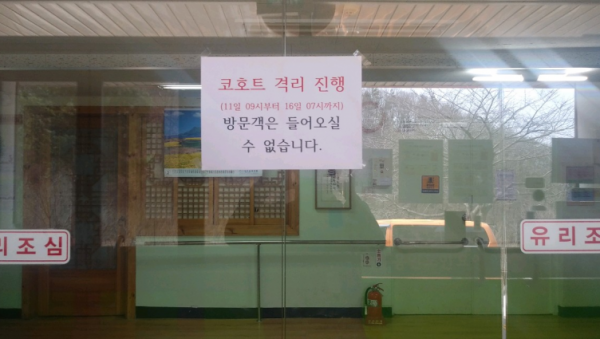 코호트 격리 진행
(11일 09시부터 16일 07시까지)
방문객은 들어오실
수 없습니다.
리조심
유리조